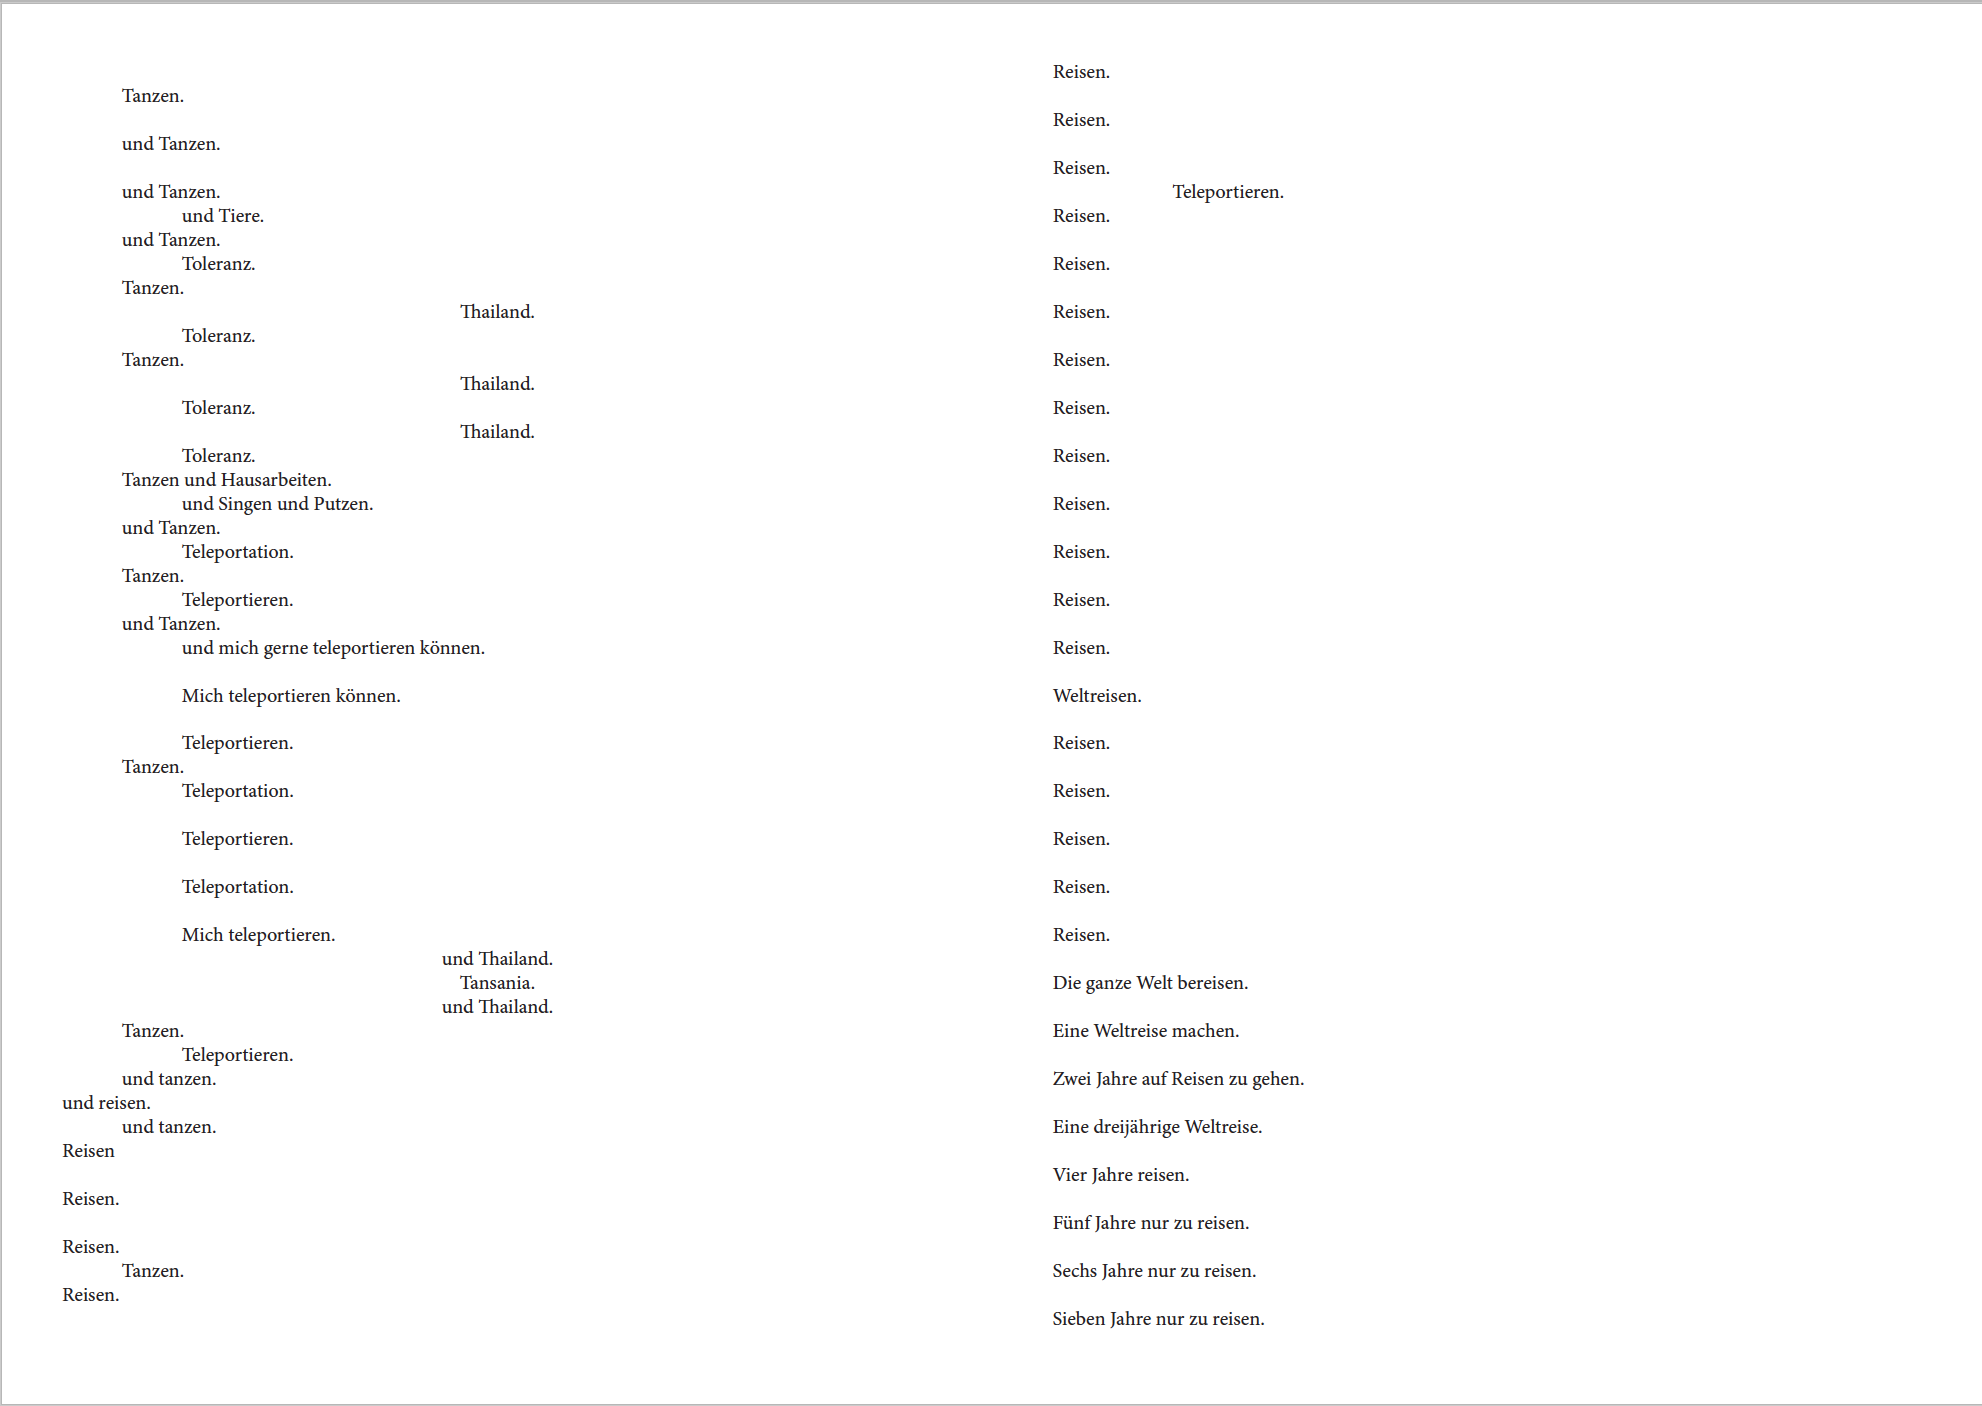 Tanzen.
und Tanzen.
und Tanzen.
und Tiere.
und Tanzen.
Toleranz.
Tanzen.
Thailand.
Toleranz.
Tanzen.
Thailand.
Toleranz.
Thailand.
Toleranz.
Tanzen und Hausarbeiten.
und Singen und Putzen.
und Tanzen.
Teleportation.
Tanzen.
Teleportieren.
und Tanzen.
und mich gerne teleportieren können.
Mich teleportieren können.
Teleportieren.
Tanzen.
Teleportation.
Teleportieren.
Teleportation.
Mich teleportieren.
und Thailand.
Tansania.
und Thailand.
Tanzen.
Teleportieren.
und tanzen.
und reisen.
und tanzen.
Reisen
Reisen.
Reisen.
Tanzen.
Reisen.
Reisen.
Reisen.
Reisen.
Teleportieren.
Reisen.
Reisen.
Reisen.
Reisen.
Reisen.
Reisen.
Reisen.
Reisen.
Reisen.
Reisen.
Weltreisen.
Reisen.
Reisen.
Reisen.
Reisen.
Reisen.
Die ganze Welt bereisen.
Eine Weltreise machen.
Zwei Jahre auf Reisen zu gehen.
Eine dreijährige Weltreise.
Vier Jahre reisen.
Fünf Jahre nur zu reisen.
Sechs Jahre nur zu reisen.
Sieben Jahre nur zu reisen.